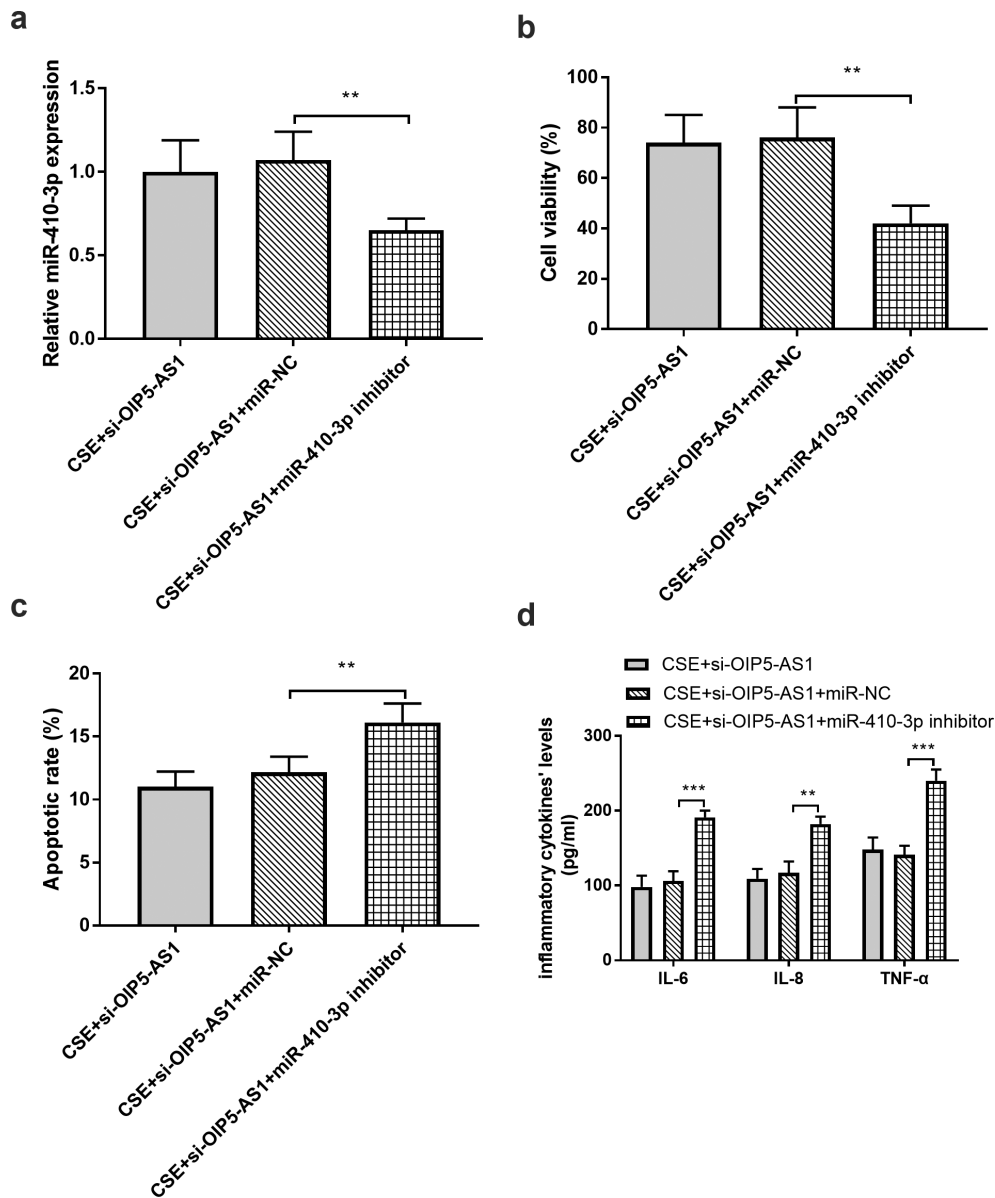 a
Relative miR-410-3p expression
1.5
1.0
0.5
0.0
**
CSE+si-OIP5-AS1
CSE+si-OIP5-AS1+miR-NC
CSE+si-OIP5-AS1+miR-410-3p inhibitor
b
Cell viability (%)
100
80
60
40
20
0
**
CSE+si-OIP5-AS1
CSE+si-OIP5-AS1+miR-NC
CSE+si-OIP5-AS1+miR-410-3p inhibitor
c
Apoptotic rate (%)
20
15
10
5
0
**
CSE+si-OIP5-AS1
CSE+si-OIP5-AS1+miR-NC
CSE+si-OIP5-AS1+miR-410-3p inhibitor
d
CSE+si-OIP5-AS1
CSE+si-OIP5-AS1+miR-NC
CSE+si-OIP5-AS1+miR-410-3p inhibitor
inflammatory cytokines' levels
(pg/ml)
300
200
100
0
***
**
***
IL-6
IL-8
TNF-α